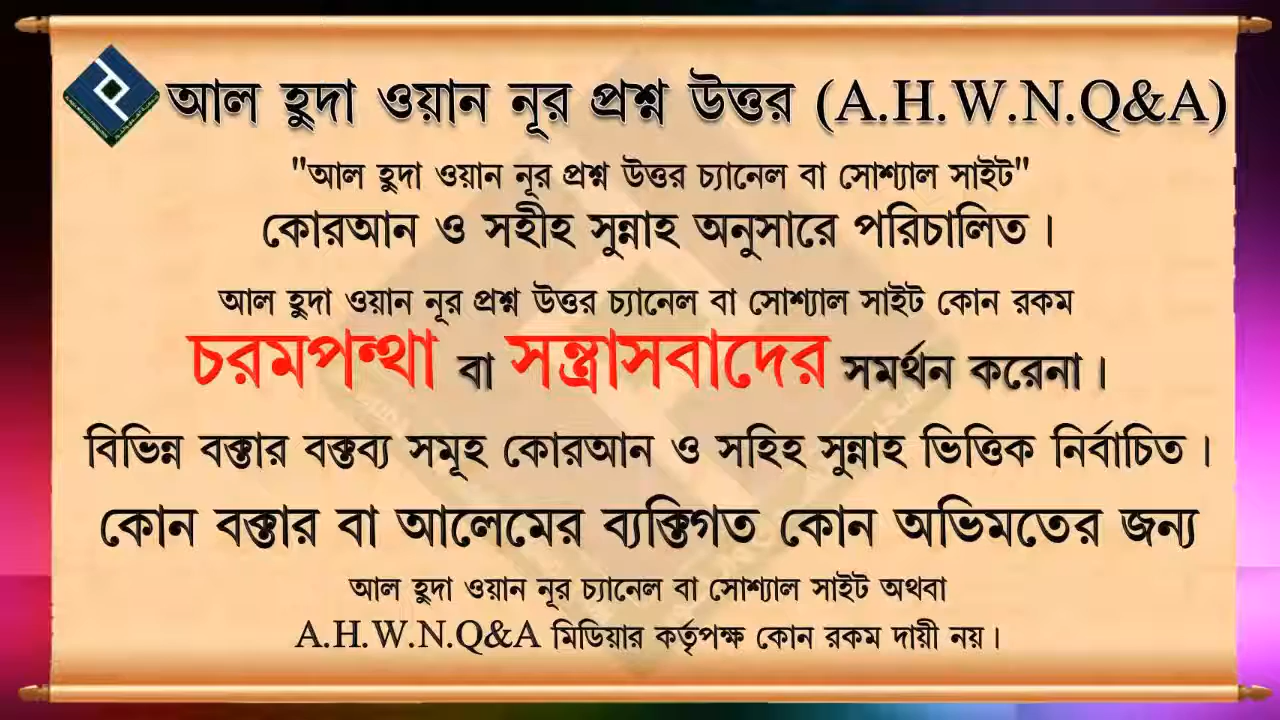 আল হুদা ওয়ান নূর প্রশ্ন উত্তর (A.H.W.N.Q&A)
"আল হুদা ওয়ান নূর প্রশ্ন উত্তর চ্যানেল বা সোশ্যাল সাইট"
কোরআন ও সহীহ সুন্নাহ অনুসারে পরিচালিত।
আল হুদা ওয়ান নূর প্রশ্ন উত্তর চ্যানেল বা সোশ্যাল সাইট কোন রকম
চরমপন্থা বা সন্ত্রাসবাদের সমর্থন করেনা।
বিভিন্ন বক্তার বক্তব্য সমূহ কোরআন ও সহিহ সুন্নাহ ভিত্তিক নির্বাচিত।
কোন বক্তার বা আলেমের ব্যক্তিগত কোন অভিমতের জন্য
আল হুদা ওয়ান নূর চ্যানেল বা সোশ্যাল সাইট অথবা
A.H.W.N.Q&A মিডিয়ার কর্তৃপক্ষ কোন রকম দায়ী নয়।